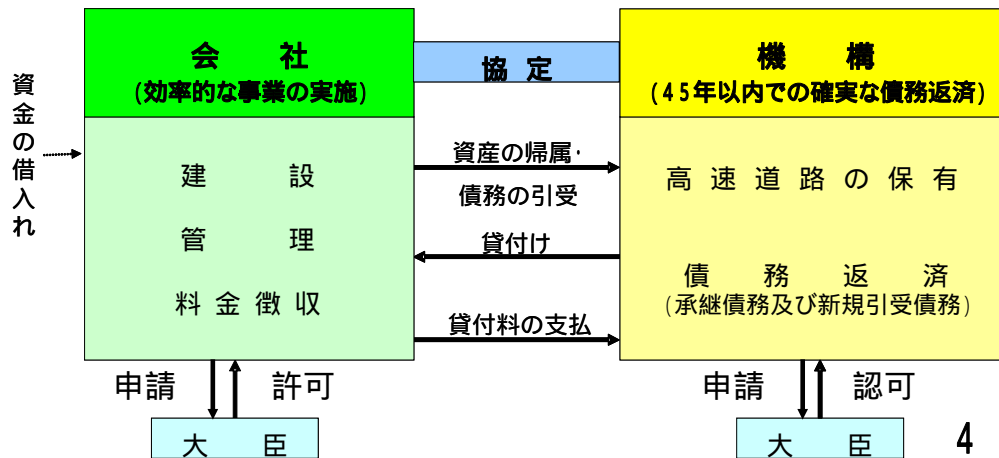 会 社
(効率的な事業の実施)
協 定
機 構
(45年以内での確実な債務返済)
資金の借入れ
建 設
管 理
料 金 徴 収
資産の帰属・
債務の引受
貸付け
貸付料の支払
高 速 道 路 の 保 有
債 務 返 済
(承継債務及び新規引受債務)
申請
許可
大 臣
申請
認可
大 臣
4